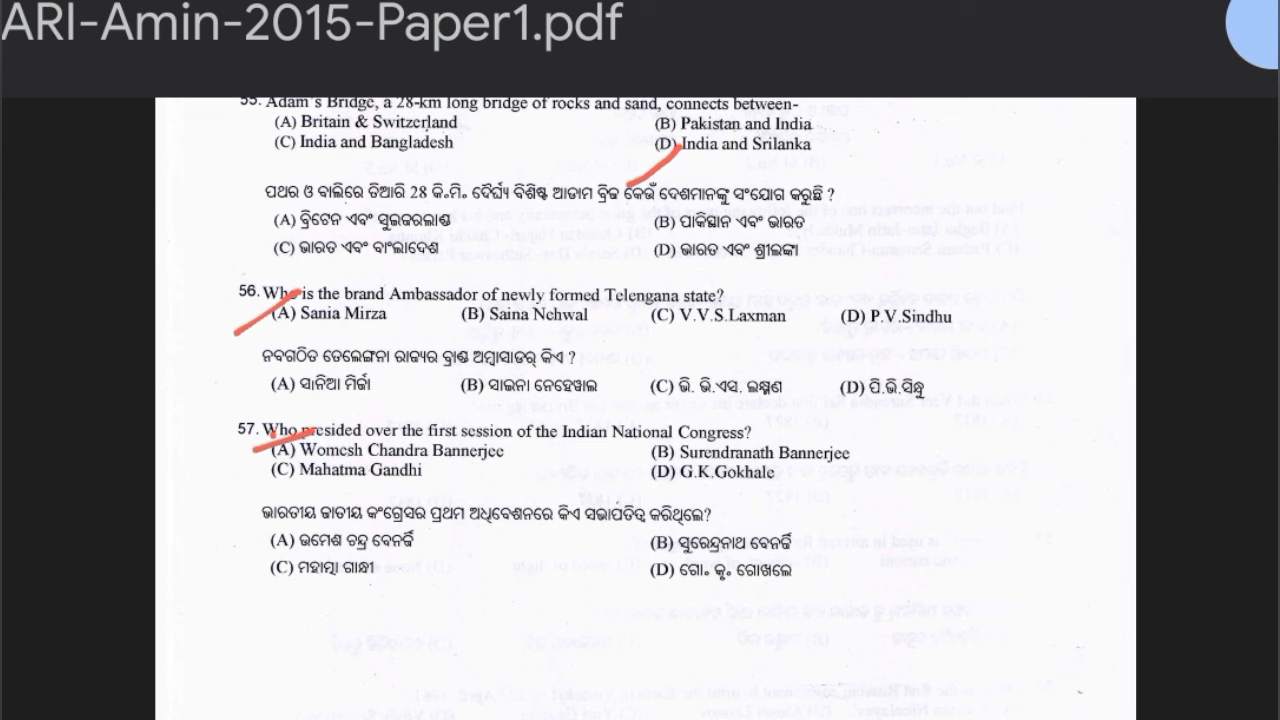 ARI-Amin-2015-Paper1.pdf
55. Adam's Bridge, a 28-km long bridge of rocks and sand, connects between-
(A) Britain & Switzerland (B) Pakistan and India
(C) India and Bangladesh (D) India and Srilanka
ପଥର ଓ ବାଲିରେ ତିଆରି 28 କି.ମି. ଦୈର୍ଘ୍ୟ ବିଶିଷ୍ଟ ଆଡାମ ବ୍ରିଜ କେଉଁ ଦେଶମାନଙ୍କୁ ସଂଯୋଗ କରୁଛି ?
(A) ବ୍ରିଟେନ ଏବଂ ସୁଇଜରଲାଣ୍ଡ (B) ପାକିସ୍ଥାନ ଏବଂ ଭାରତ
(C) ଭାରତ ଏବଂ ବାଂଲାଦେଶ (D) ଭାରତ ଏବଂ ଶ୍ରୀଲଙ୍କା
56. Who is the brand Ambassador of newly formed Telengana state?
(A) Sania Mirza (B) Saina Nehwal (C) V.V.S.Laxman (D) P.V.Sindhu
ନବଗଠିତ ତେଲେଙ୍ଗନା ରାଜ୍ୟର ବ୍ରାଣ୍ଡ ଅମ୍ବାସାଡର୍ କିଏ ?
(A) ସାନିଆ ମିର୍ଜା (B) ସାଇନା ନେହେୱାଲ (C) ଭି. ଭି.ଏସ. ଲକ୍ଷ୍ମଣ (D) ପି.ଭି.ସିନ୍ଧୁ
57. Who presided over the first session of the Indian National Congress?
(A) Womesh Chandra Bannerjee (B) Surendranath Bannerjee
(C) Mahatma Gandhi (D) G.K.Gokhale
ଭାରତୀୟ ଜାତୀୟ କଂଗ୍ରେସର ପ୍ରଥମ ଅଧିବେଶନରେ କିଏ ସଭାପତିତ୍ୱ କରିଥିଲେ?
(A) ଉମେଶ ଚନ୍ଦ୍ର ବେନର୍ଜି (B) ସୁରେନ୍ଦ୍ରନାଥ ବେନର୍ଜି
(C) ମହାତ୍ମା ଗାନ୍ଧୀ (D) ଗୋ. କୃ. ଗୋଖଲେ